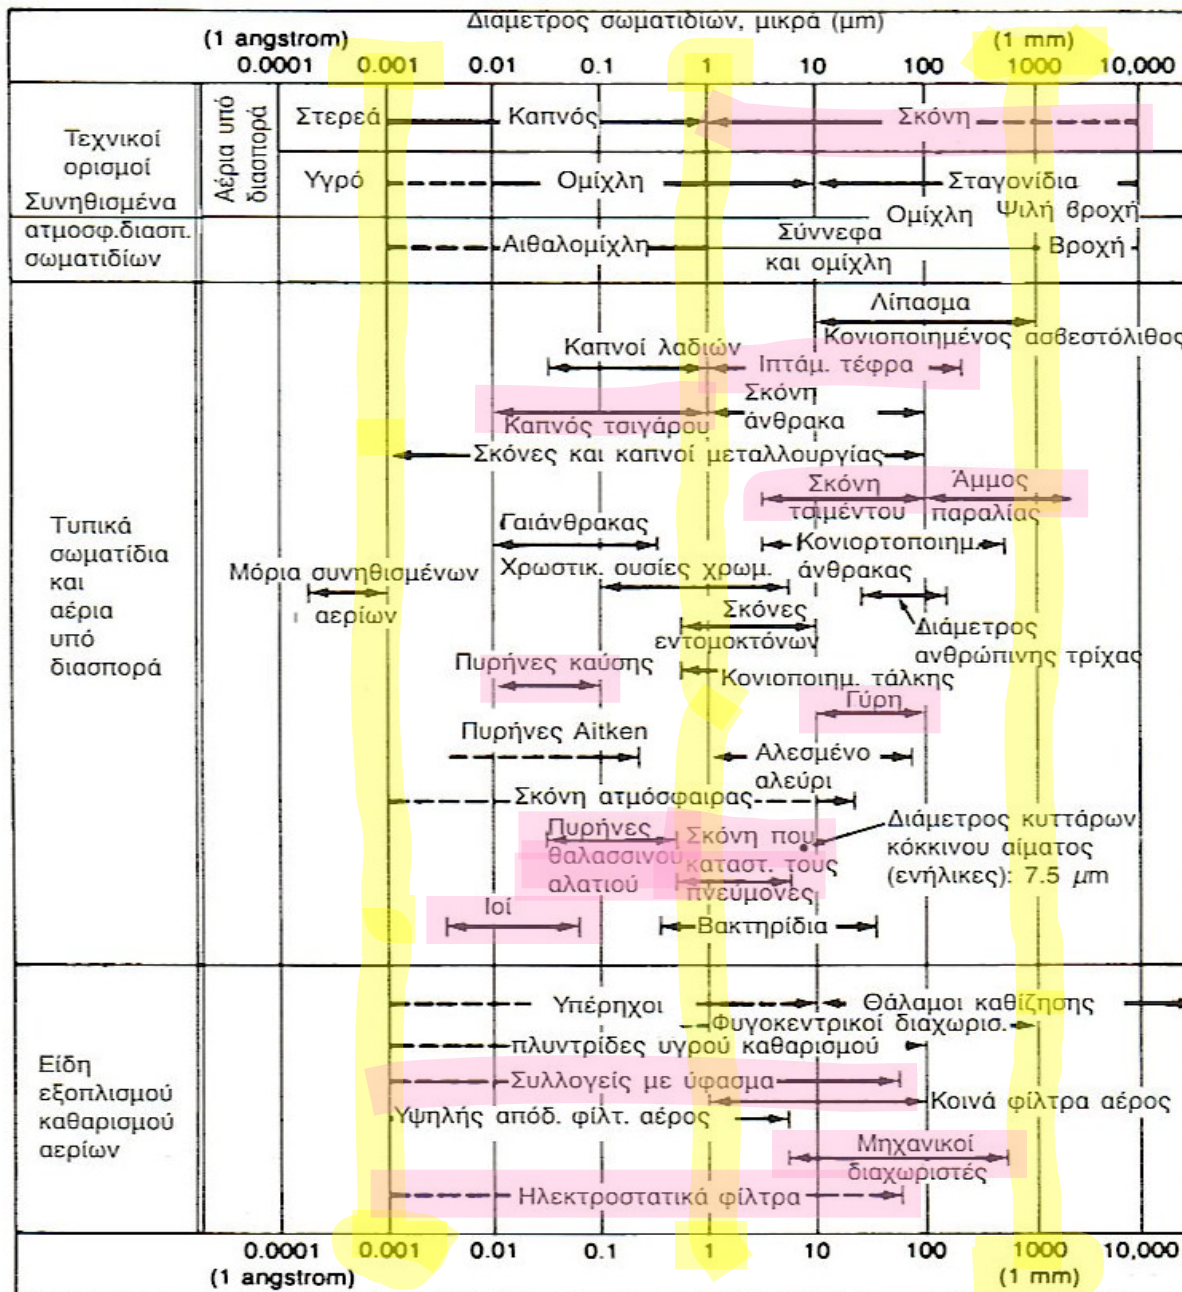 Διάμετρος σωματιδίων, μικρά (μm)
(1 angstrom) (1 mm)
0.0001 0.001 0.01 0.1 1 10 100 1000 10,000
Τεχνικοί
ορισμοί
Αέρια υπό
διασπορά
Στερεά Καπνός Σκόνη
Υγρό Ομίχλη Σταγονίδια
Συνηθισμένα
ατμοσφ.διασπ.
σωματιδίων
Ομίχλη Ψιλή βροχή
Αιθαλομίχλη Σύννεφα
και ομίχλη
Βροχή
Τυπικά
σωματίδια
και
αέρια
υπό
διασπορά
Λίπασμα
Κονιοποιημένος ασβεστόλιθος
Καπνοί λαδιών Ιπτάμ. τέφρα
Καπνός τσιγάρου
Σκόνη
άνθρακα
Σκόνες και καπνοί μεταλλουργίας
Σκόνη
τσιμέντου
Άμμος
παραλίας
Γαιάνθρακας
Κονιορτοποιημ.
άνθρακας
Μόρια συνηθισμένων
αερίων
Χρωστικ. ουσίες χρωμ.
Σκόνες
εντομοκτόνων
Διάμετρος
ανθρώπινης τρίχας
Πυρήνες καύσης
Κονιοποιημ. τάλκης
Γύρη
Πυρήνες Aitken
Αλεσμένο
αλεύρι
Σκόνη ατμόσφαιρας
Πυρήνες
θαλασσινού
αλατιού
Σκόνη που
καταστ. τους
πνεύμονες
Διάμετρος κυττάρων
κόκκινου αίματος
(ενήλικες): 7.5 μm
Ιοί
Βακτηρίδια
Είδη
εξοπλισμού
καθαρισμού
αερίων
Υπέρηχοι Θάλαμοι καθίζησης
Φυγοκεντρικοί διαχωρισ.
πλυντρίδες υγρού καθαρισμού
Συλλογείς με ύφασμα
Κοινά φίλτρα αέρος
Υψηλής απόδ. φίλτ. αέρος
Μηχανικοί
διαχωριστές
Ηλεκτροστατικά φίλτρα
0.0001 0.001 0.01 0.1 1 10 100 1000 10,000
(1 angstrom) (1 mm)